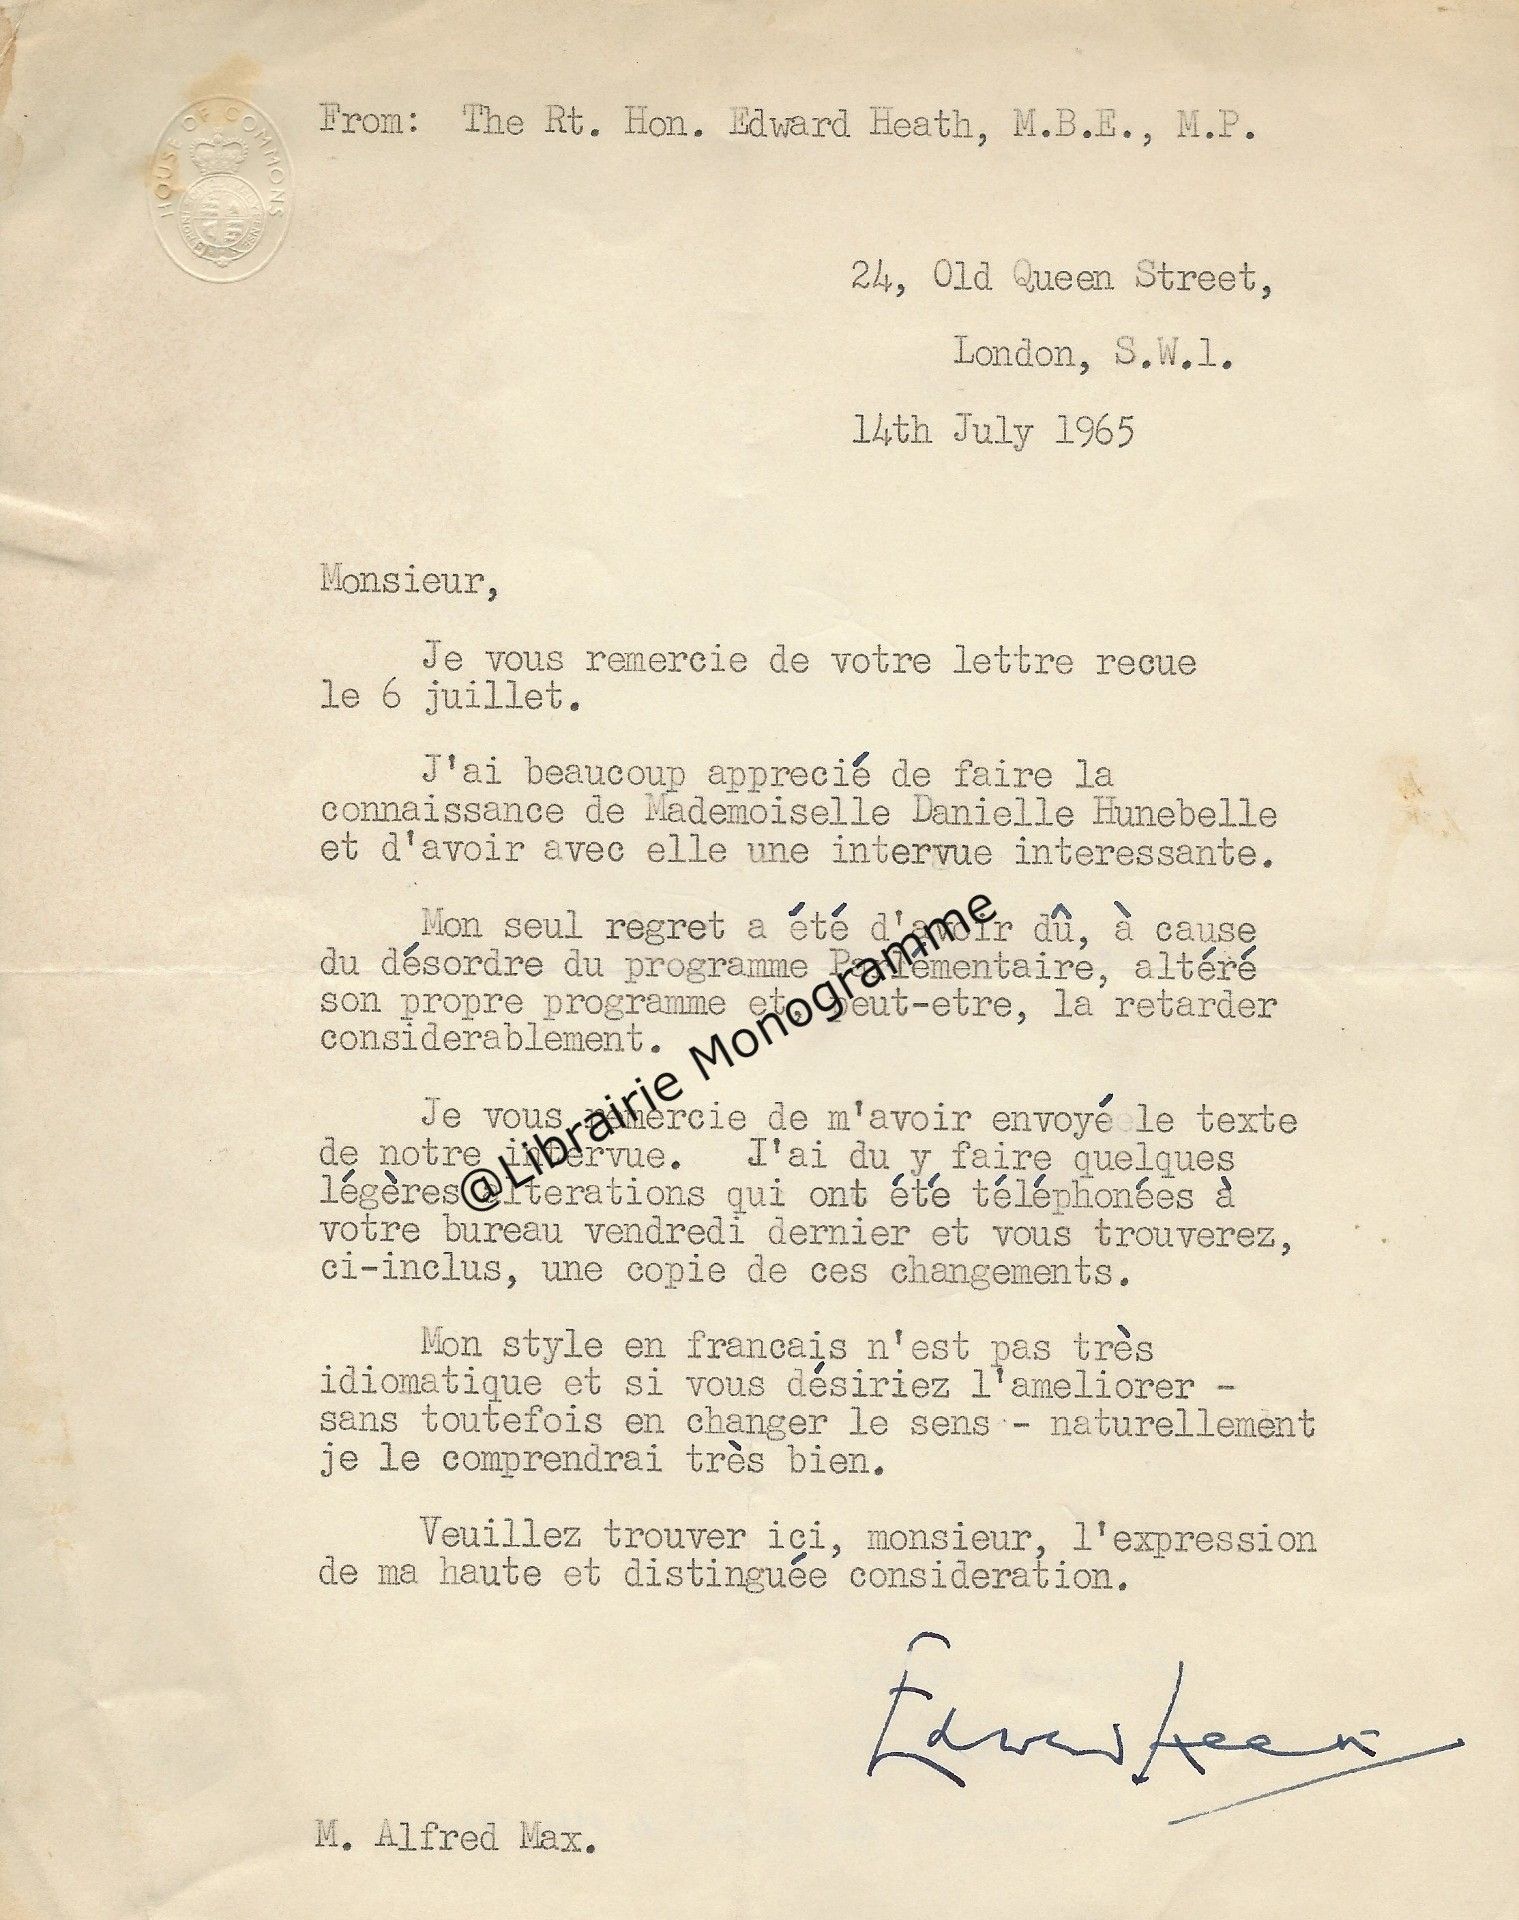 HOUSE OF COMMONS
From: The Rt. Hon. Edward Heath, M.B.E., M.P.
24, Old Queen Street,
London, S.W.1.
14th July 1965
Monsieur,
Je vous remercie de votre lettre recue
le 6 juillet.
J'ai beaucoup apprecié de faire la
connaissance de Mademoiselle Danielle Hunebelle
et d'avoir avec elle une intervue interessante.
Mon seul regret a été d'avoir dû, à cause
du désordre du programme Parlémentaire, altéré
son propre programme et, peut-etre, la retarder
considerablement.
Je vous remercie de m'avoir envoyé le texte
de notre intervue. J'ai du y faire quelques
légères alterations qui ont été téléphonées à
votre bureau vendredi dernier et vous trouverez,
ci-inclus, une copie de ces changements.
Mon style en francais n'est pas très
idiomatique et si vous désiriez l'ameliorer -
sans toutefois en changer le sens - naturellement
je le comprendrai très bien.
Veuillez trouver ici, monsieur, l'expression
de ma haute et distinguée consideration.
Edward Heath
M. Alfred Max.
@Librairie Monogramme